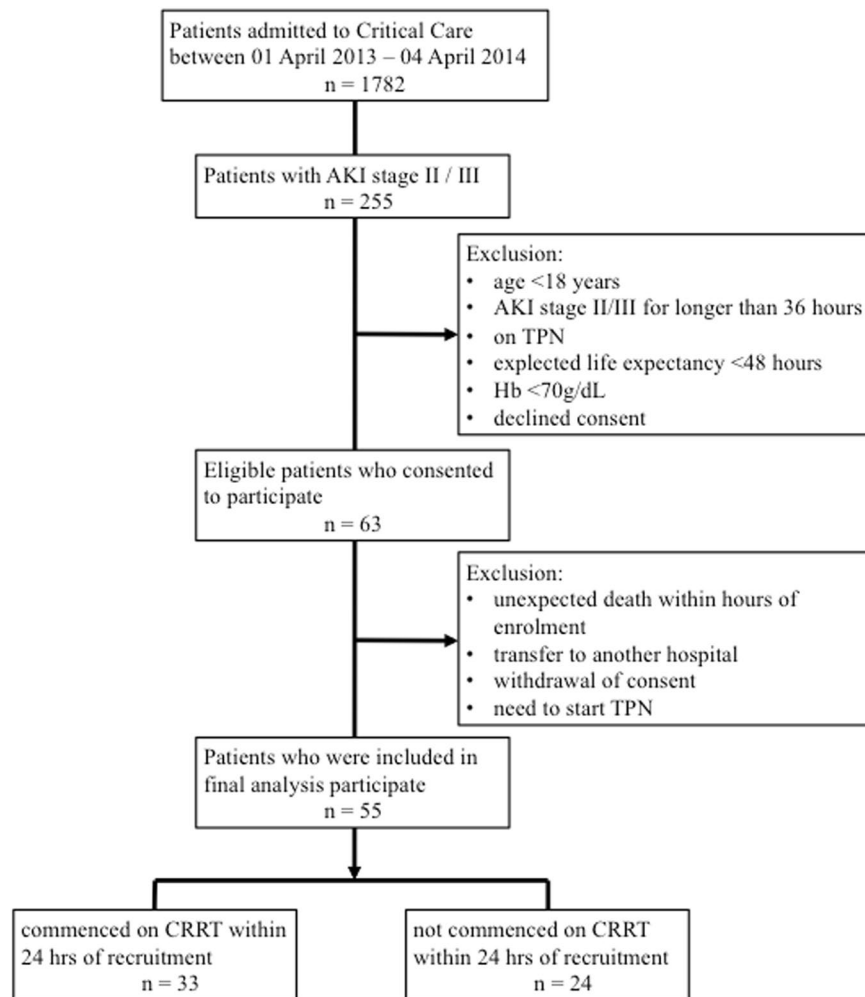 Patients admitted to Critical Care
between 01 April 2013 – 04 April 2014
n = 1782
Patients with AKI stage II / III
n = 255
Exclusion:
• age <18 years
• AKI stage II/III for longer than 36 hours
• on TPN
• explected life expectancy <48 hours
• Hb <70g/dL
• declined consent
Eligible patients who consented
to participate
n = 63
Exclusion:
• unexpected death within hours of
enrolment
• transfer to another hospital
• withdrawal of consent
• need to start TPN
Patients who were included in
final analysis participate
n = 55
commenced on CRRT within
24 hrs of recruitment
n = 33
not commenced on CRRT
within 24 hrs of recruitment
n = 24